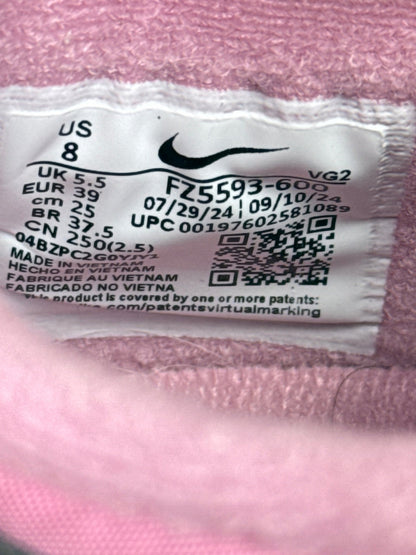 US
8
VG2
UK 5.5
FZ5593-600
EUR 39
07/29/24 | 09/10/24
cm 25
UPC 00197602581089
BR 37.5
CN 250(2.5)
MADE IN VIETNAM
HECHO EN VIETNAM
FABRIQUE AU VIETNAM
FABRICADO NO VIETNA
This product is covered by one or more patents:
.com/patentsvirtualmarking